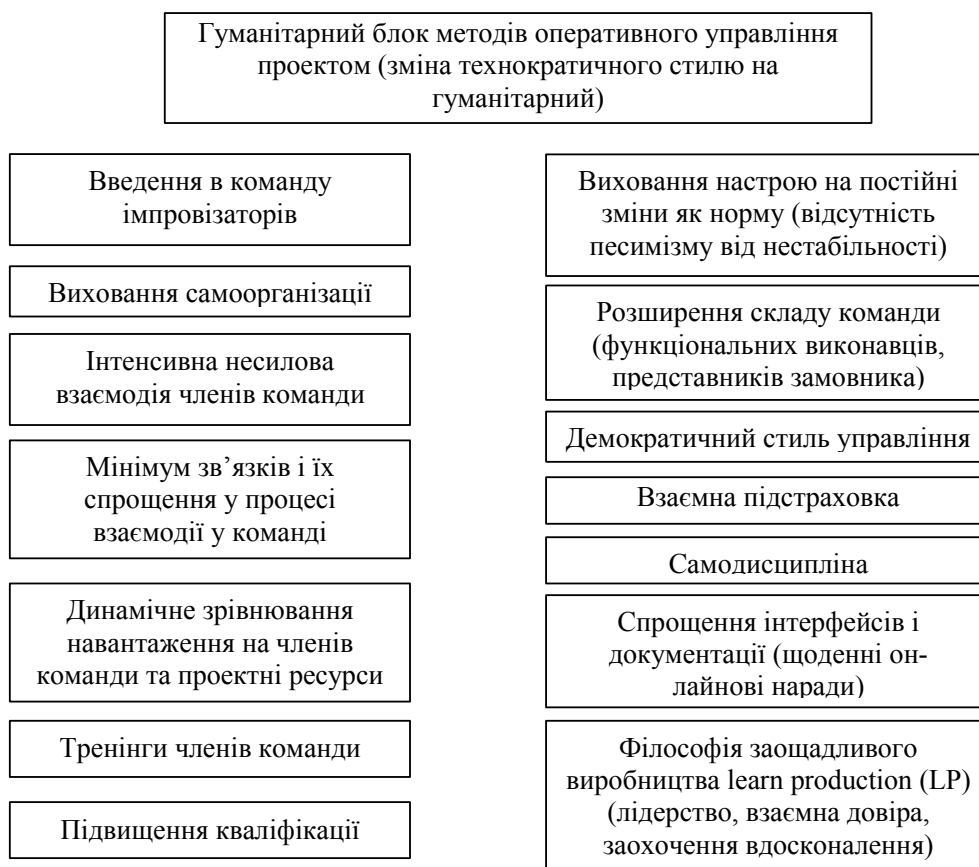 Гуманітарний блок методів оперативного управління
проектом (зміна технократичного стилю на
гуманітарний)
Введення в команду
імпровізаторів
Виховання самоорганізації
Інтенсивна несилова
взаємодія членів команди
Мінімум зв’язків і їх
спрощення у процесі
взаємодії у команді
Динамічне зрівнювання
навантаження на членів
команди та проектні ресурси
Тренінги членів команди
Підвищення кваліфікації
Виховання настрою на постійні
зміни як норму (відсутність
песимізму від нестабільності)
Розширення складу команди
(функціональних виконавців,
представників замовника)
Демократичний стиль управління
Взаємна підстраховка
Самодисципліна
Спрощення інтерфейсів і
документації (щоденні он-
лайнові наради)
Філософія заощадливого
виробництва learn production (LP)
(лідерство, взаємна довіра,
заохочення вдосконалення)